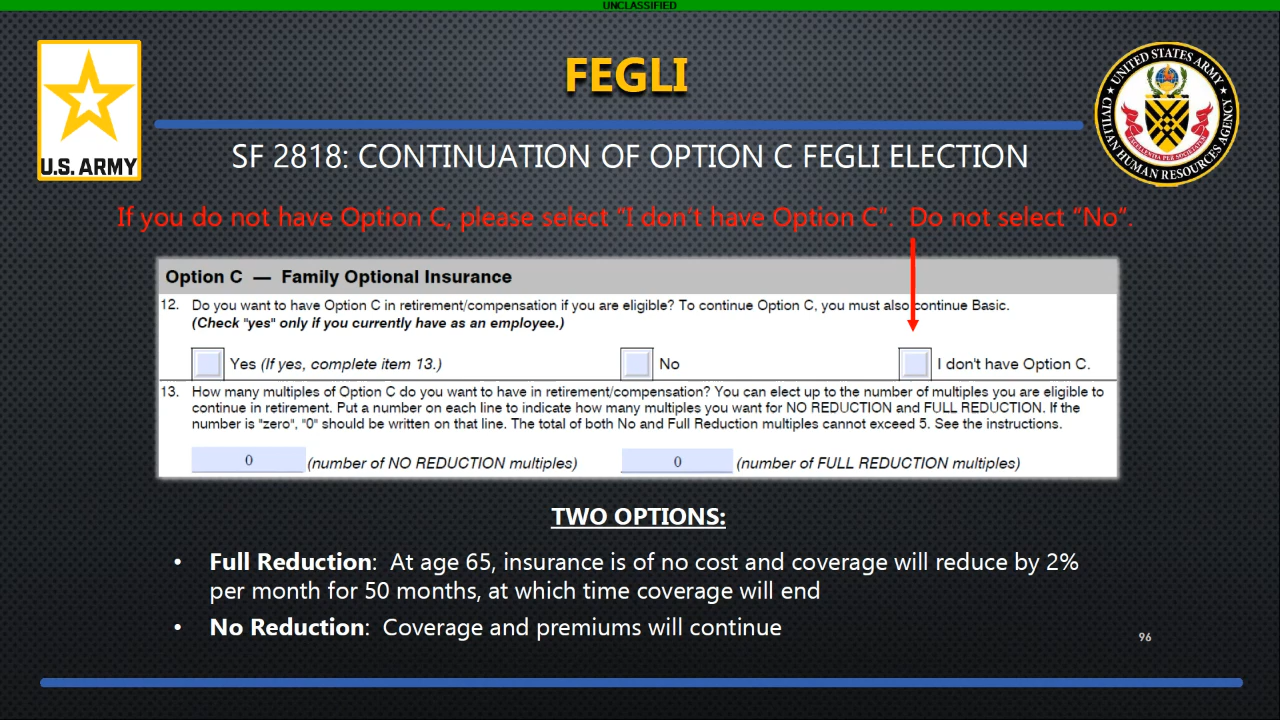 UNCLASSIFIED
FEGLI
U.S. ARMY
UNITED STATES ARMY
CIVILIAN HUMAN RESOURCES AGENCY
SF 2818: CONTINUATION OF OPTION C FEGLI ELECTION
If you do not have Option C, please select "I don't have Option C".  Do not select "No".
Option C — Family Optional Insurance
12. Do you want to have Option C in retirement/compensation if you are eligible? To continue Option C, you must also continue Basic.
(Check "yes" only if you currently have as an employee.)
Yes (If yes, complete item 13.) No I don't have Option C.
13. How many multiples of Option C do you want to have in retirement/compensation? You can elect up to the number of multiples you are eligible to
continue in retirement. Put a number on each line to indicate how many multiples you want for NO REDUCTION and FULL REDUCTION. If the
number is "zero", "0" should be written on that line. The total of both No and Full Reduction multiples cannot exceed 5. See the instructions.
0 (number of NO REDUCTION multiples) 0 (number of FULL REDUCTION multiples)
TWO OPTIONS:
• Full Reduction:  At age 65, insurance is of no cost and coverage will reduce by 2%
per month for 50 months, at which time coverage will end
• No Reduction:  Coverage and premiums will continue
96